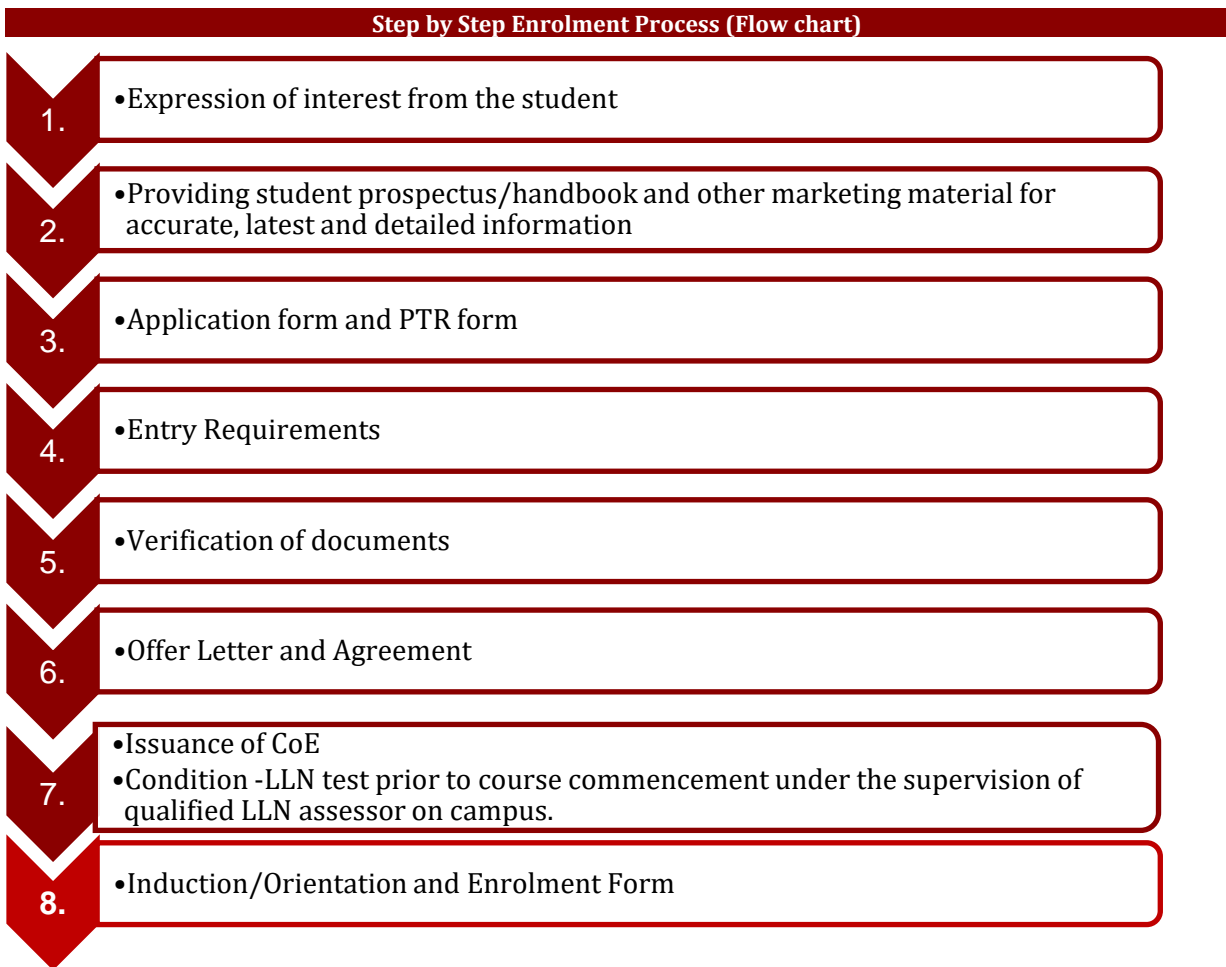 Step by Step Enrolment Process (Flow chart)
1.
•Expression of interest from the student
2.
•Providing student prospectus/handbook and other marketing material for
accurate, latest and detailed information
3.
•Application form and PTR form
4.
•Entry Requirements
5.
•Verification of documents
6.
•Offer Letter and Agreement
7.
•Issuance of CoE
•Condition -LLN test prior to course commencement under the supervision of
qualified LLN assessor on campus.
8.
•Induction/Orientation and Enrolment Form